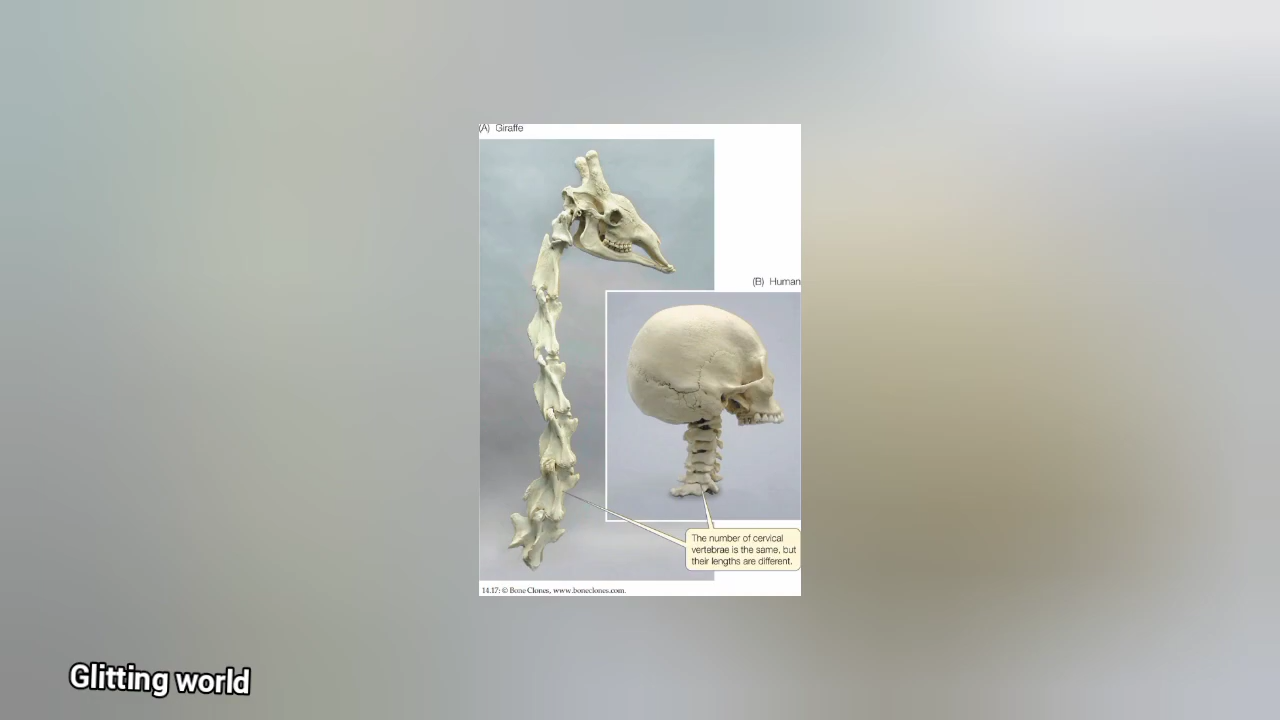 (A) Giraffe
(B) Human
The number of cervical
vertebrae is the same, but
their lengths are different.
14.17: © Bone Clones, www.boneclones.com.
Glitting world